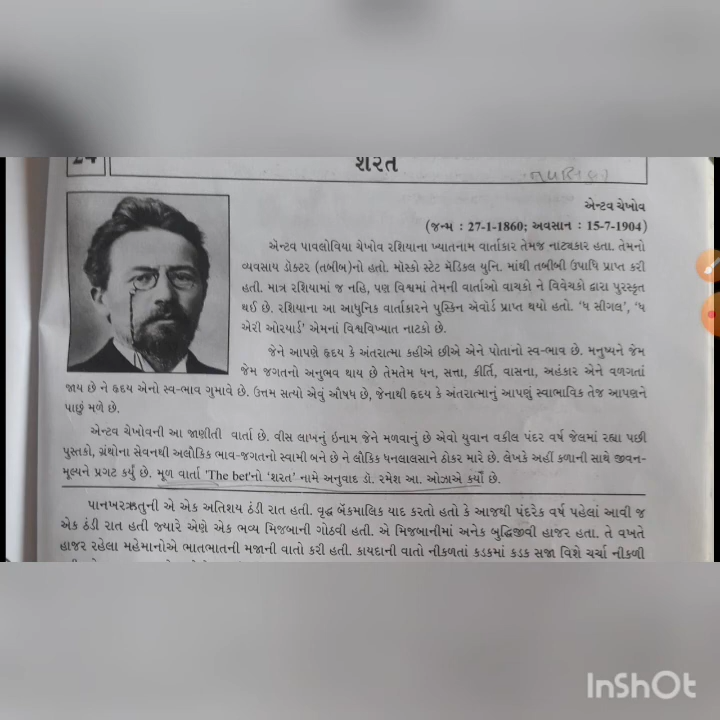 24
શરત
એન્ટવ ચેખોવ
(જન્મ : 27-1-1860; અવસાન : 15-7-1904)
એન્ટવ પાવલોવિયા ચેખોવ રશિયાના ખ્યાતનામ વાર્તાકાર તેમજ નાટ્યકાર હતા. તેમનો
વ્યવસાય ડોક્ટર (તબીબ)નો હતો. મૉસ્કો સ્ટેટ મેડિકલ યુનિ. માંથી તબીબી ઉપાધિ પ્રાપ્ત કરી
હતી. માત્ર રશિયામાં જ નહિ, પણ વિશ્વમાં તેમની વાર્તાઓ વાચકો ને વિવેચકો દ્વારા પુરસ્કૃત
થઈ છે. રશિયાના આ આધુનિક વાર્તાકારને પુસ્કિન એવોર્ડ પ્રાપ્ત થયો હતો. ‘ધ સીગલ’, ‘ધ
એરી ઓરયાર્ડ’ એમનાં વિશ્વવિખ્યાત નાટકો છે.
જેને આપણે હૃદય કે અંતરાત્મા કહીએ છીએ એને પોતાનો સ્વ-ભાવ છે. મનુષ્યને જેમ
જેમ જગતનો અનુભવ થાય છે તેમતેમ ધન, સત્તા, કીર્તિ, વાસના, અહંકાર એને વળગતાં
જાય છે ને હૃદય એનો સ્વ-ભાવ ગુમાવે છે. ઉત્તમ સત્યો એવું ઔષધ છે, જેનાથી હૃદય કે અંતરાત્માનું આપણું સ્વાભાવિક તેજ આપણને
પાછું મળે છે.
એન્ટવ ચેખોવની આ જાણીતી વાર્તા છે. વીસ લાખનું ઇનામ જેને મળવાનું છે એવો યુવાન વકીલ પંદર વર્ષ જેલમાં રહ્યા પછી
પુસ્તકો, ગ્રંથોના સેવનથી અલૌકિક ભાવ-જગતનો સ્વામી બને છે ને લૌકિક ધનલાલસાને ઠોકર મારે છે. લેખકે અહીં કળાની સાથે જીવન-
મૂલ્યને પ્રગટ કર્યું છે. મૂળ વાર્તા 'The bet'નો ‘શરત’ નામે અનુવાદ ડૉ. રમેશ આ. ઓઝાએ કર્યો છે.
પાનખરઋતુની એ એક અતિશય ઠંડી રાત હતી. વૃદ્ધ બૅંકમાલિક યાદ કરતો હતો કે આજથી પંદરેક વર્ષ પહેલાં આવી જ
એક ઠંડી રાત હતી જ્યારે એણે એક ભવ્ય મિજબાની ગોઠવી હતી. એ મિજબાનીમાં અનેક બુદ્ધિજીવી હાજર હતા. તે વખતે
હાજર રહેલા મહેમાનોએ ભાતભાતની મજાની વાતો કરી હતી. કાયદાની વાતો નીકળતાં કડકમાં કડક સજા વિશે ચર્ચા નીકળી
InShOt